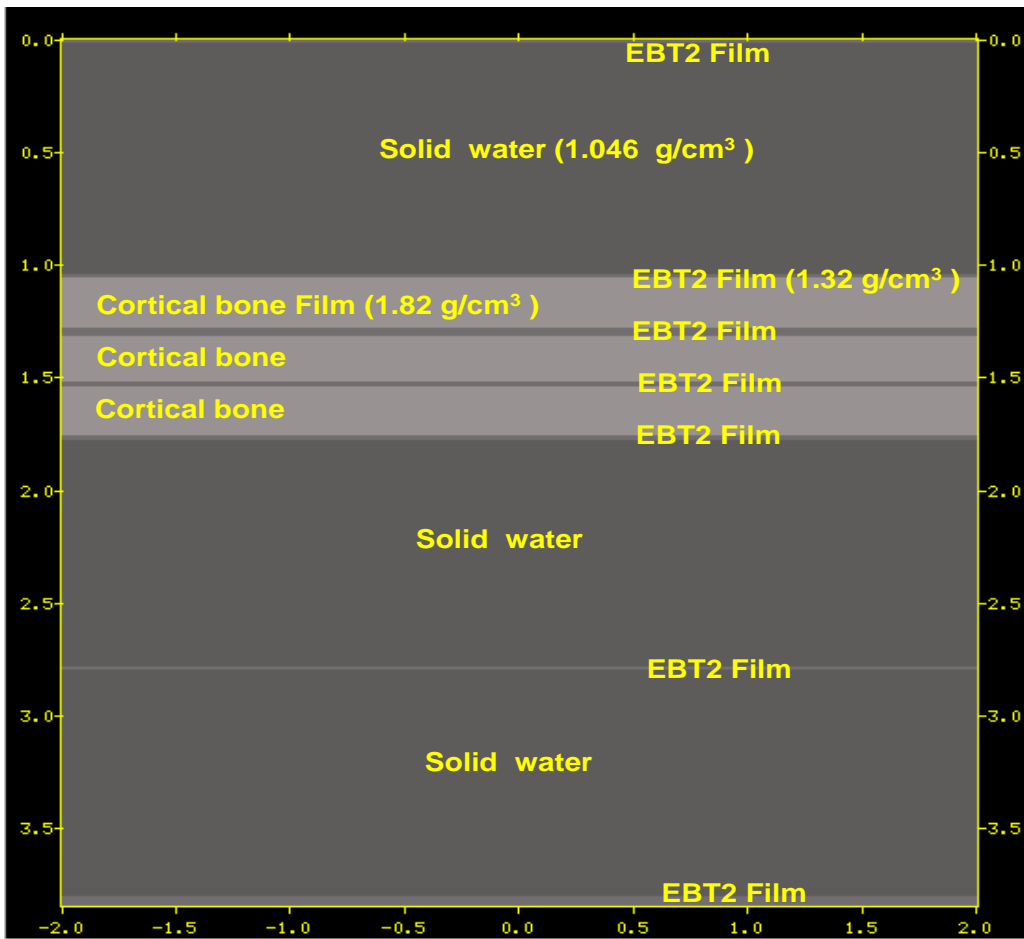 0.0 0.0
EBT2 Film
0.5 Solid water (1.046 g/cm³ ) 0.5
1.0 1.0
EBT2 Film (1.32 g/cm³ )
Cortical bone Film (1.82 g/cm³ )
EBT2 Film
Cortical bone
1.5 EBT2 Film 1.5
Cortical bone
EBT2 Film
2.0 2.0
Solid water
2.5 2.5
EBT2 Film
3.0 3.0
Solid water
3.5 3.5
EBT2 Film
-2.0 -1.5 -1.0 -0.5 0.0 0.5 1.0 1.5 2.0